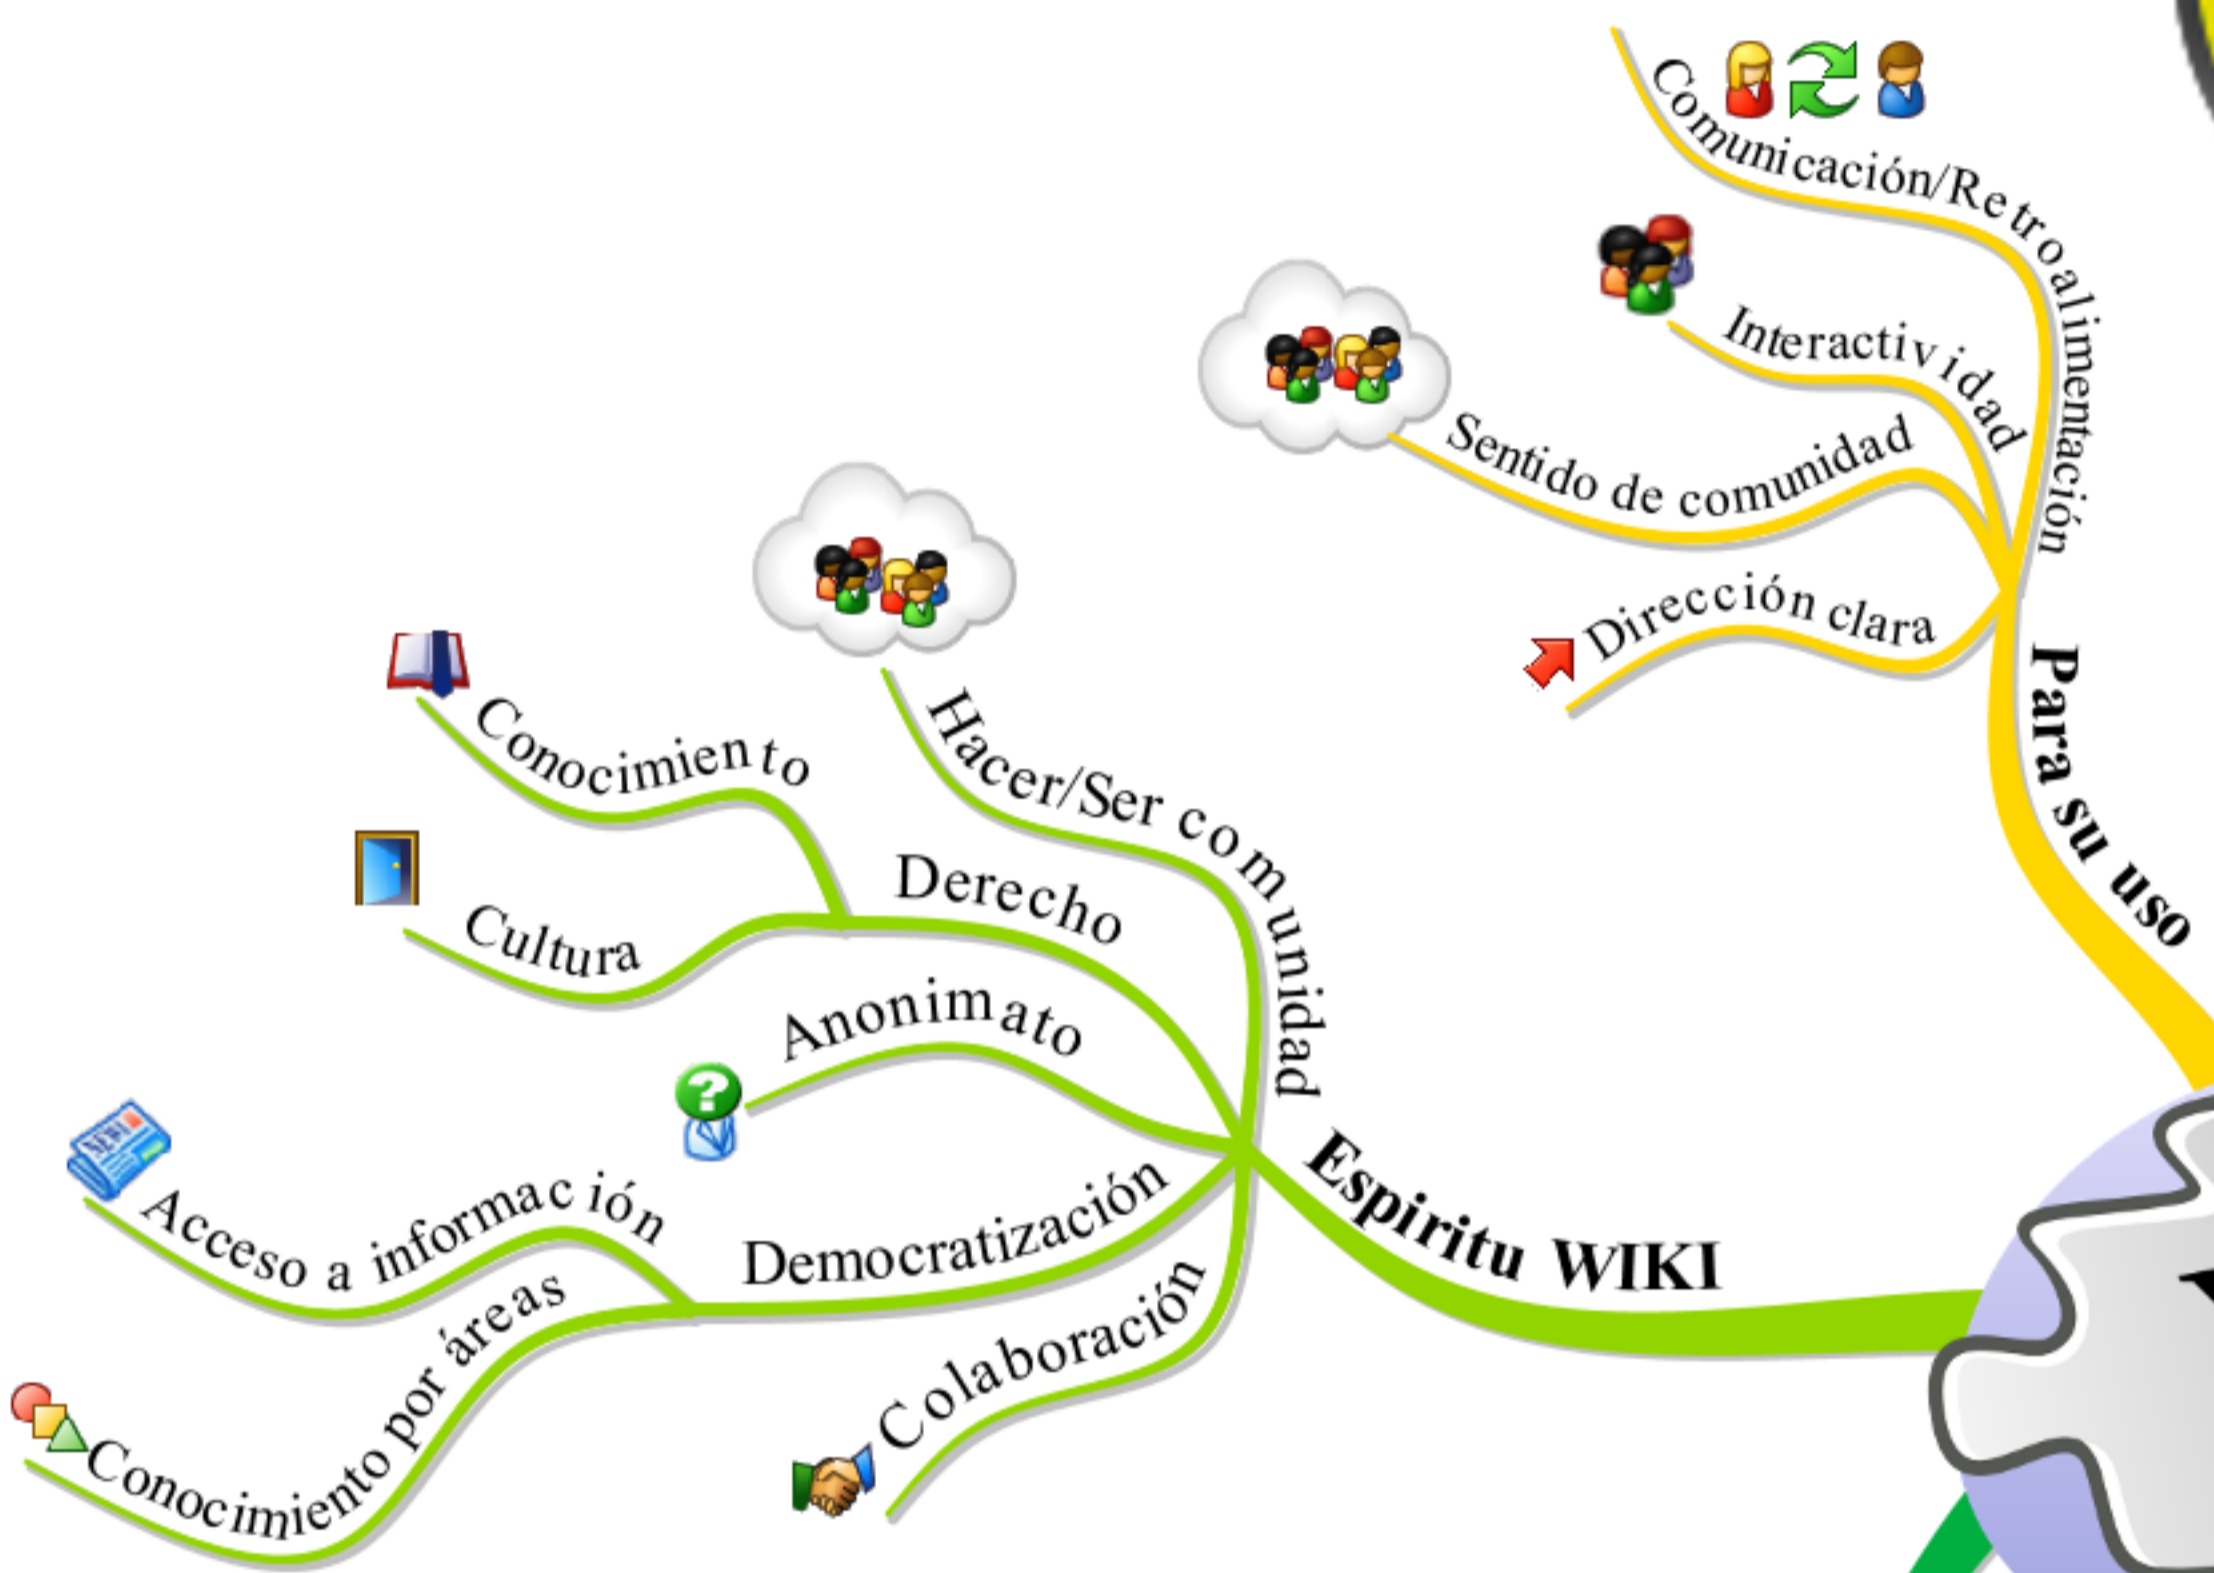 Comunicación/Retroalimentación
Interactividad
Sentido de comunidad
Dirección clara
Para su uso
Hacer/Ser comunidad
Conocimiento
Derecho
Cultura
Anonimato
Espiritu WIKI
Acceso a información
Democratización
Conocimiento por áreas
Colaboración